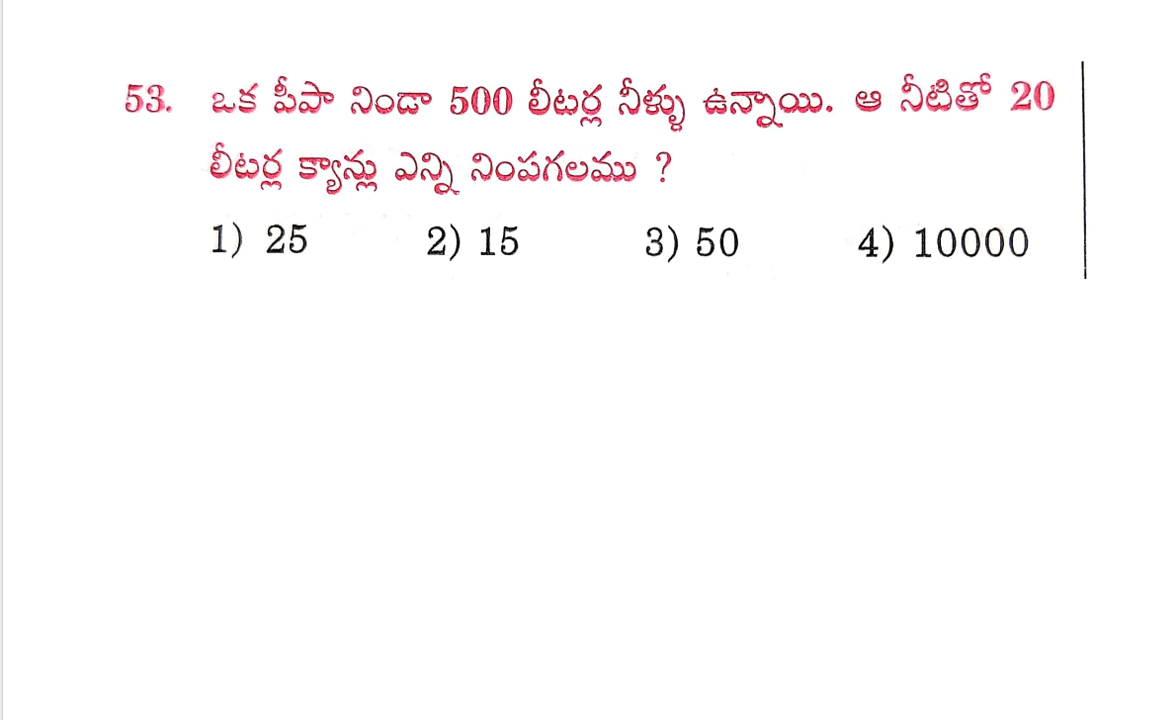 53. ఒక పీపా నిండా 500 లీటర్ల నీళ్ళు ఉన్నాయి. ఆ నీటితో 20
లీటర్ల క్యాన్లు ఎన్ని నింపగలము ?
1) 25 2) 15 3) 50 4) 10000